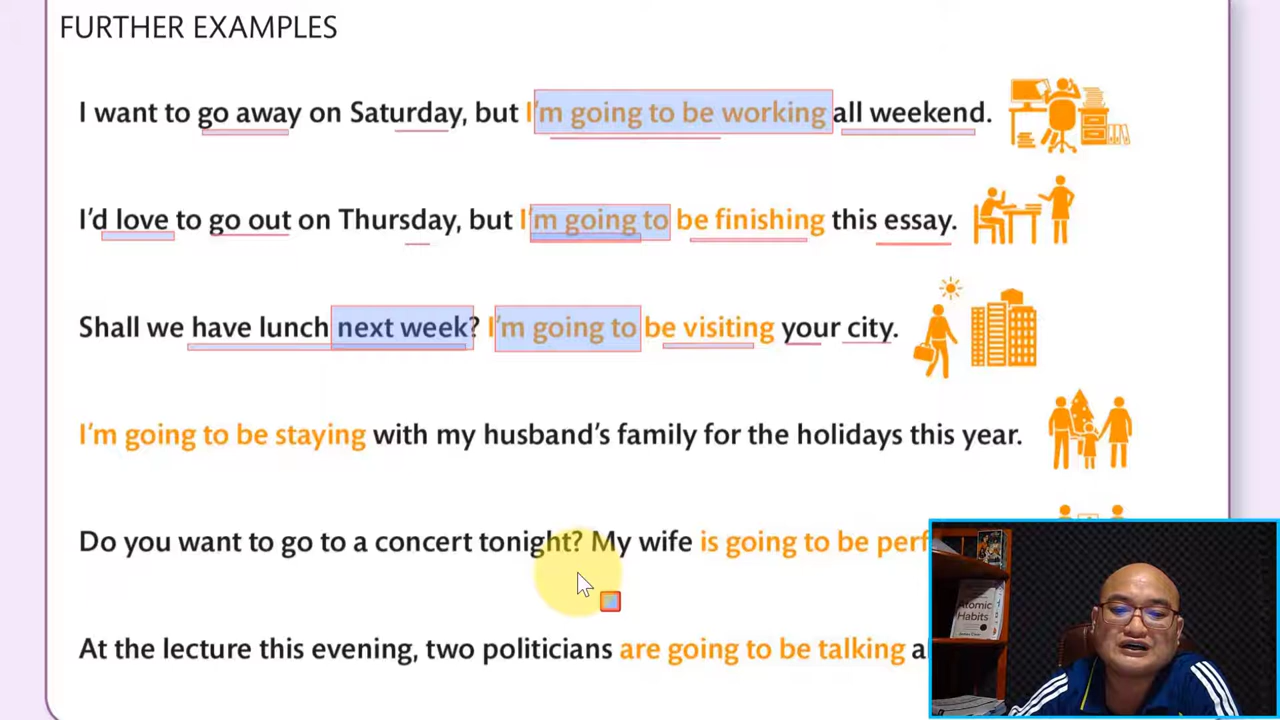 FURTHER EXAMPLES
I want to go away on Saturday, but I'm going to be working all weekend.
I'd love to go out on Thursday, but I'm going to be finishing this essay.
Shall we have lunch next week? I'm going to be visiting your city.
I'm going to be staying with my husband's family for the holidays this year.
Do you want to go to a concert tonight? My wife is going to be perf
At the lecture this evening, two politicians are going to be talking a
Atomic
Habits